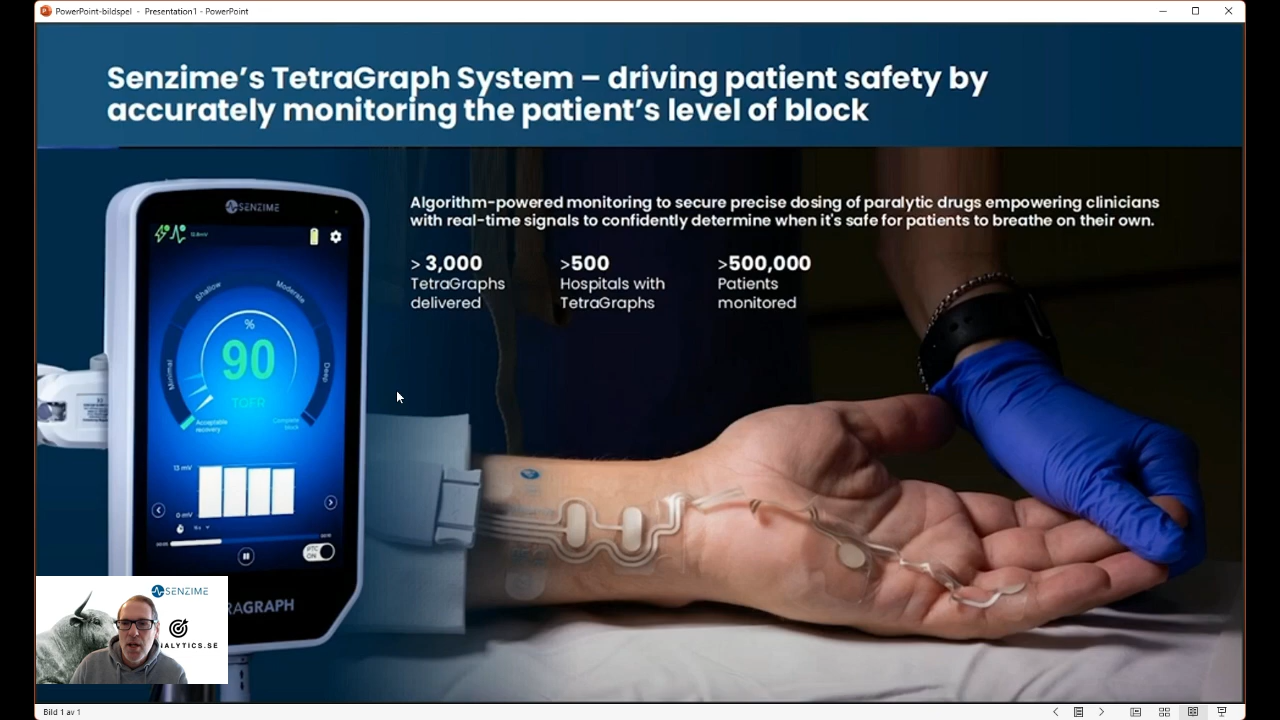 PowerPoint-bildspel - Presentation1 - PowerPoint
Senzime’s TetraGraph System – driving patient safety by
accurately monitoring the patient’s level of block
Algorithm-powered monitoring to secure precise dosing of paralytic drugs empowering clinicians
with real-time signals to confidently determine when it's safe for patients to breathe on their own.
> 3,000
TetraGraphs
delivered
>500
Hospitals with
TetraGraphs
>500,000
Patients
monitored
SENZIME
Shallow
Moderate
Minimal
Deep
%
90
TOFR
Acceptable
recovery
Complete
block
13 mV
0 mV
PTC
ON
RAGRAPH
SENZIME
NALYTICS.SE
Bild 1 av 1